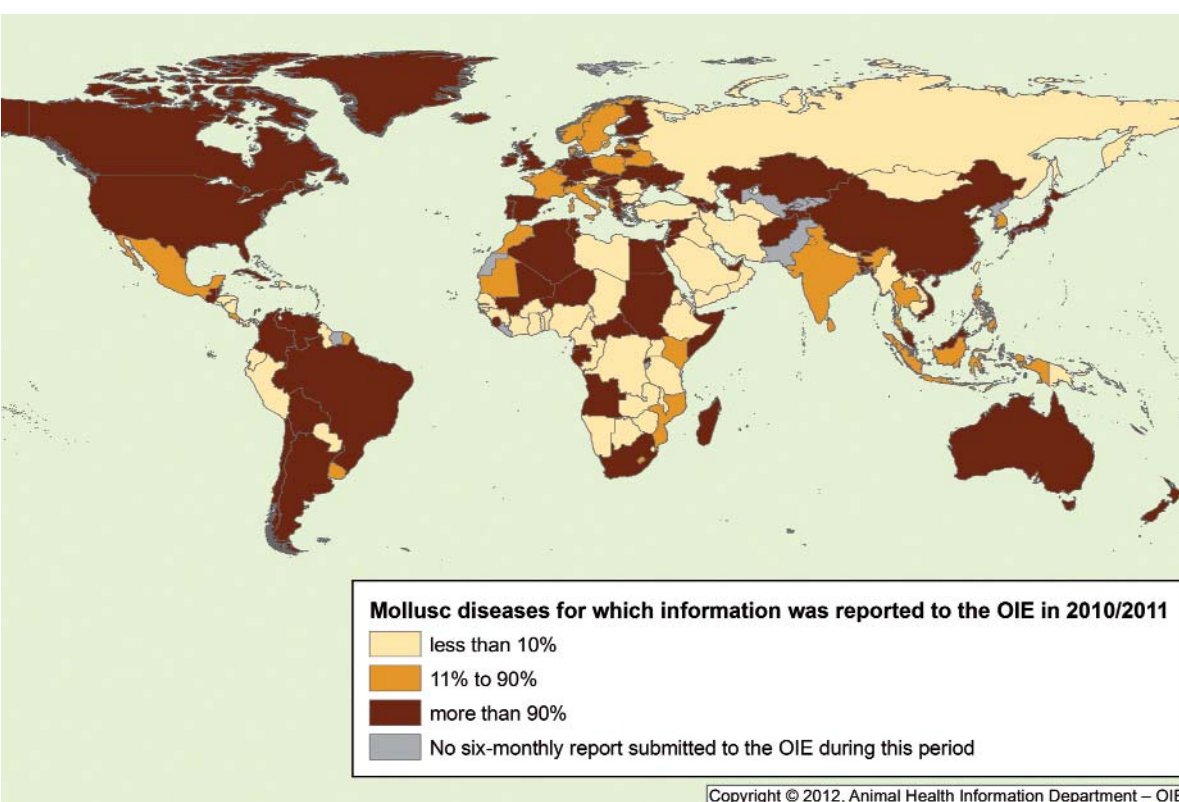 Mollusc diseases for which information was reported to the OIE in 2010/2011
less than 10%
11% to 90%
more than 90%
No six-monthly report submitted to the OIE during this period
Copyright © 2012, Animal Health Information Department – OIE